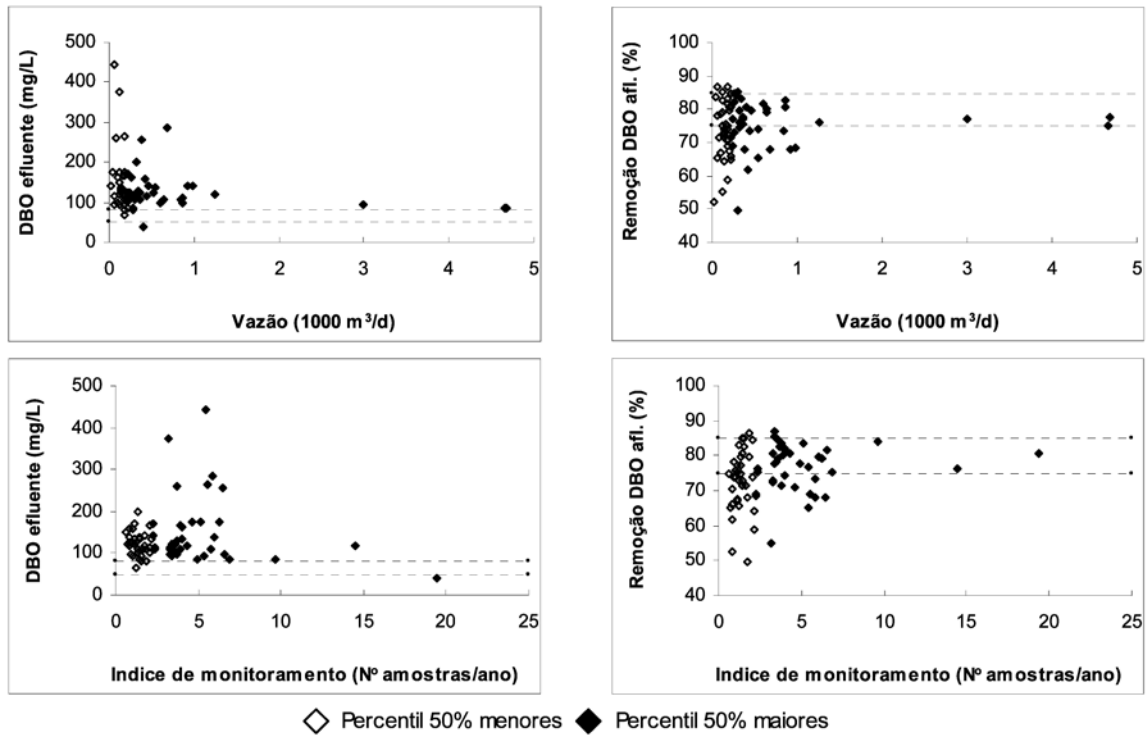 DBO efluente (mg/L)
500
400
300
200
100
0
0 1 2 3 4 5
Vazão (1000 m³/d)
Remoção DBO afl. (%)
100
90
80
70
60
50
40
0 1 2 3 4 5
Vazão (1000 m³/d)
DBO efluente (mg/L)
500
400
300
200
100
0
0 5 10 15 20 25
Indice de monitoramento (Nº amostras/ano)
Remoção DBO afl. (%)
100
90
80
70
60
50
40
0 5 10 15 20 25
Indice de monitoramento (Nº amostras/ano)
Percentil 50% menores Percentil 50% maiores